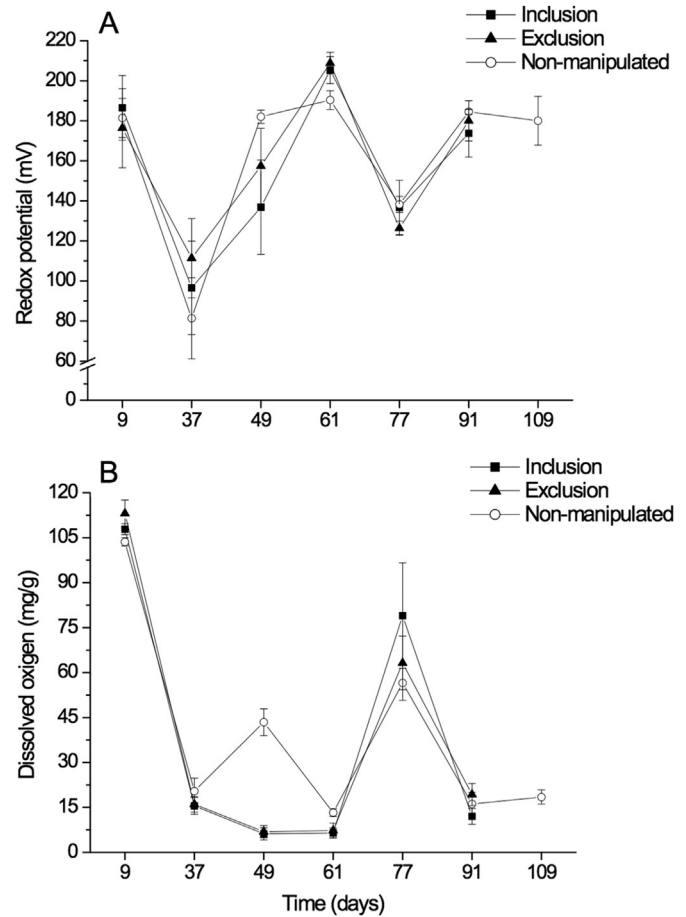 A
Inclusion
Exclusion
Non-manipulated
Redox potential (mV)
220
200
180
160
140
120
100
80
60
0
9 37 49 61 77 91 109
B
Inclusion
Exclusion
Non-manipulated
Dissolved oxigen (mg/g)
120
105
90
75
60
45
30
15
0
9 37 49 61 77 91 109
Time (days)